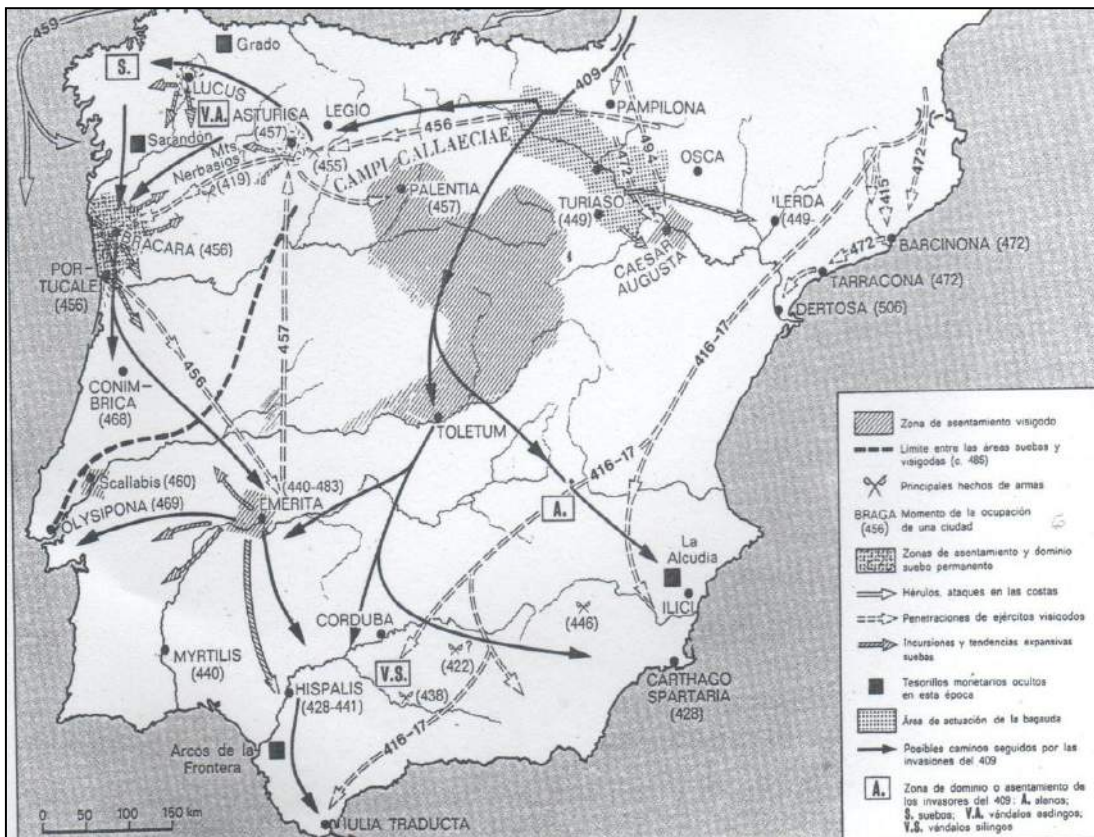 459
Grado
S.
LUCUS
V.A.
ASTURICA
(457)
LEGIO
409
PAMPILONA
456
494
472
OSCA
Sarandón
Mts.
Nerbasios
(419)
(455)
CAMPI CALLAECIAE
PALENTIA
(457)
TURIASO
(449)
ILERDA
(449-
472
415
BARCINONA (472)
472
TARRACONA (472)
CAESAR
AUGUSTA
DERTOSA (506)
BRACARA (456)
POR-
TUCALE
(456)
456
457
416-17
CONIM-
BRICA
(468)
TOLETUM
416-17
Scallabis (460)
(440-483)
EMERITA
OLYSIPONA (469)
A.
La
Alcudia
ILICI
(446)
CORDUBA
MYRTILIS
(440)
V.S.
?
(422)
(438)
HISPALIS
(428-441)
CARTHAGO
SPARTARIA
(428)
416-17
Arcos de la
Frontera
IULIA TRADUCTA
0 50 100 150 km
Zona de asentamiento visigodo
Límite entre las áreas suebas y
visigodas (c. 485)
Principales hechos de armas
BRAGA
(456)
Momento de la ocupación
de una ciudad
Zonas de asentamiento y dominio
suebo permanente
Hérulos, ataques en las costas
Penetraciones de ejércitos visigodos
Incursiones y tendencias expansivas
suebas
Tesorillos monetarios ocultos
en esta época
Área de actuación de la bagauda
Posibles caminos seguidos por las
invasiones del 409
A.
Zona de dominio o asentamiento de
los invasores del 409: A. alanos;
S. suebos; V.A. vándalos asdingos;
V.S. vándalos silingos